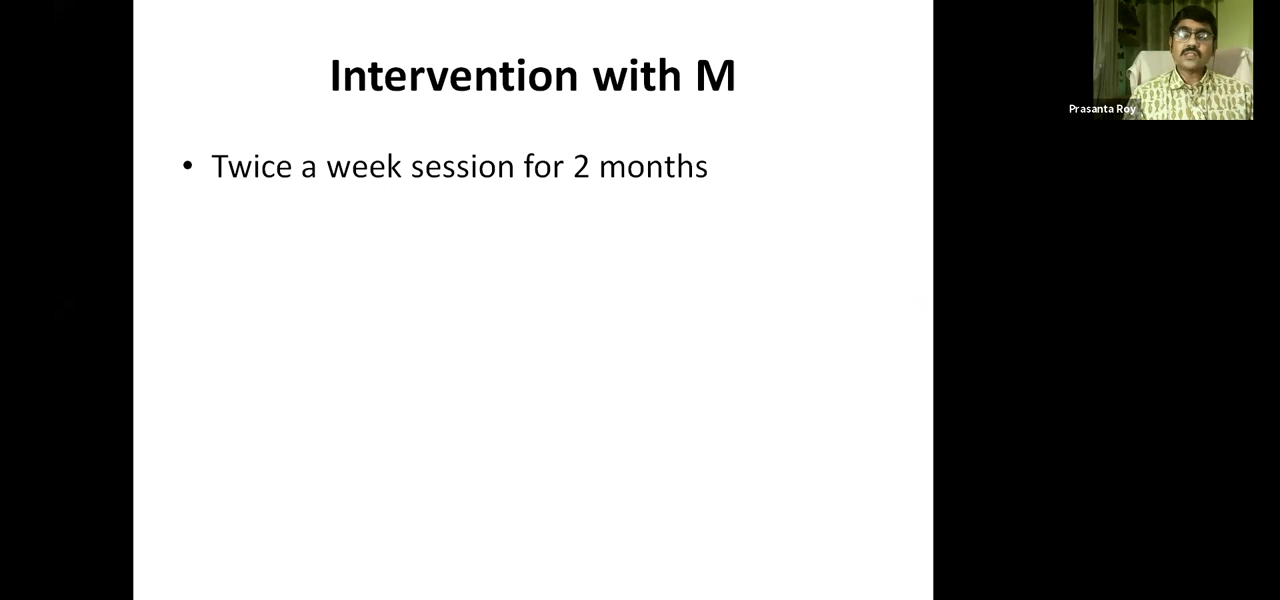 Intervention with M
• Twice a week session for 2 months
Prasanta Roy